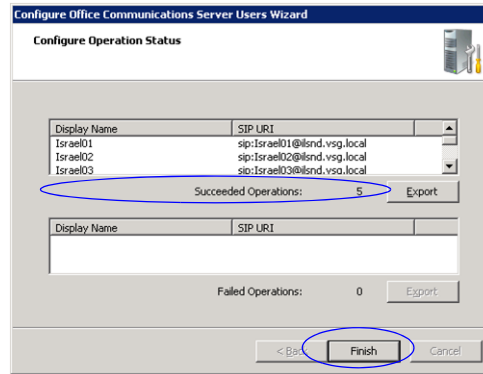 Configure Office Communications Server Users Wizard
Configure Operation Status
Display Name SIP URI
Israel01 sip:Israel01@ilsnd.vsg.local
Israel02 sip:Israel02@ilsnd.vsg.local
Israel03 sip:Israel03@ilsnd.vsg.local
Succeeded Operations: 5 Export
Display Name SIP URI
Failed Operations: 0 Export
< Back Finish Cancel